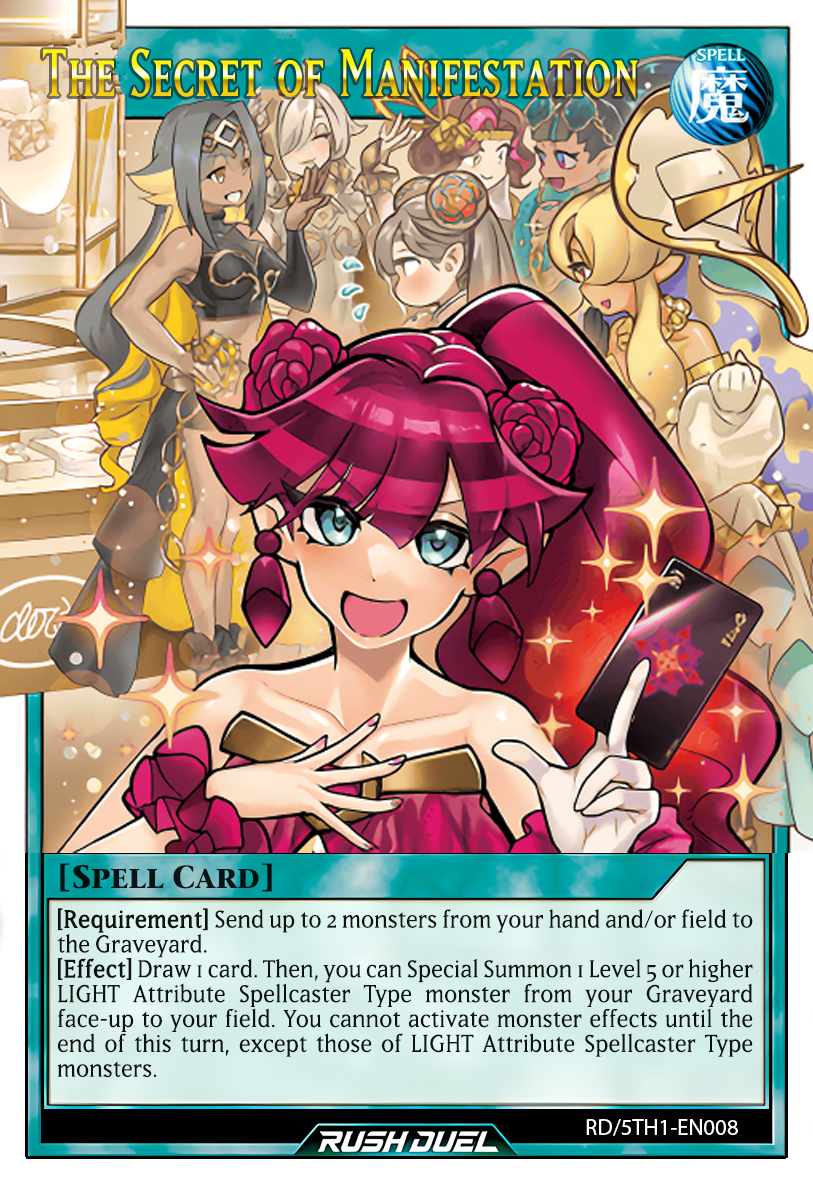 The Secret of Manifestation
SPELL
魔
[Spell Card]
[Requirement] Send up to 2 monsters from your hand and/or field to
the Graveyard.
[Effect] Draw 1 card. Then, you can Special Summon 1 Level 5 or higher
LIGHT Attribute Spellcaster Type monster from your Graveyard
face-up to your field. You cannot activate monster effects until the
end of this turn, except those of LIGHT Attribute Spellcaster Type
monsters.
RD/5TH1-EN008
RUSH DUEL